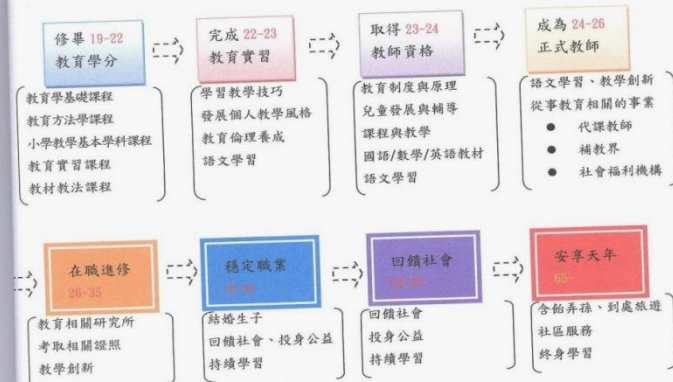 修畢 19-22
教育學分
教育學基礎課程
教育方法學課程
小學教學基本學科課程
教育實習課程
教材教法課程
完成 22-23
教育實習
學習教學技巧
發展個人教學風格
教育倫理養成
語文學習
取得 23-24
教師資格
教育制度與原理
兒童發展與輔導
課程與教學
國語/數學/英語教材
語文學習
成為 24-26
正式教師
語文學習、教學創新
從事教育相關的事業
● 代課教師
● 補教界
● 社會福利機構
在職進修
26-35
教育相關研究所
考取相關證照
教學創新
穩定職業
結婚生子
回饋社會、投身公益
持續學習
回饋社會
回饋社會
投身公益
持續學習
安享天年
65-
含飴弄孫、到處旅遊
社區服務
終身學習